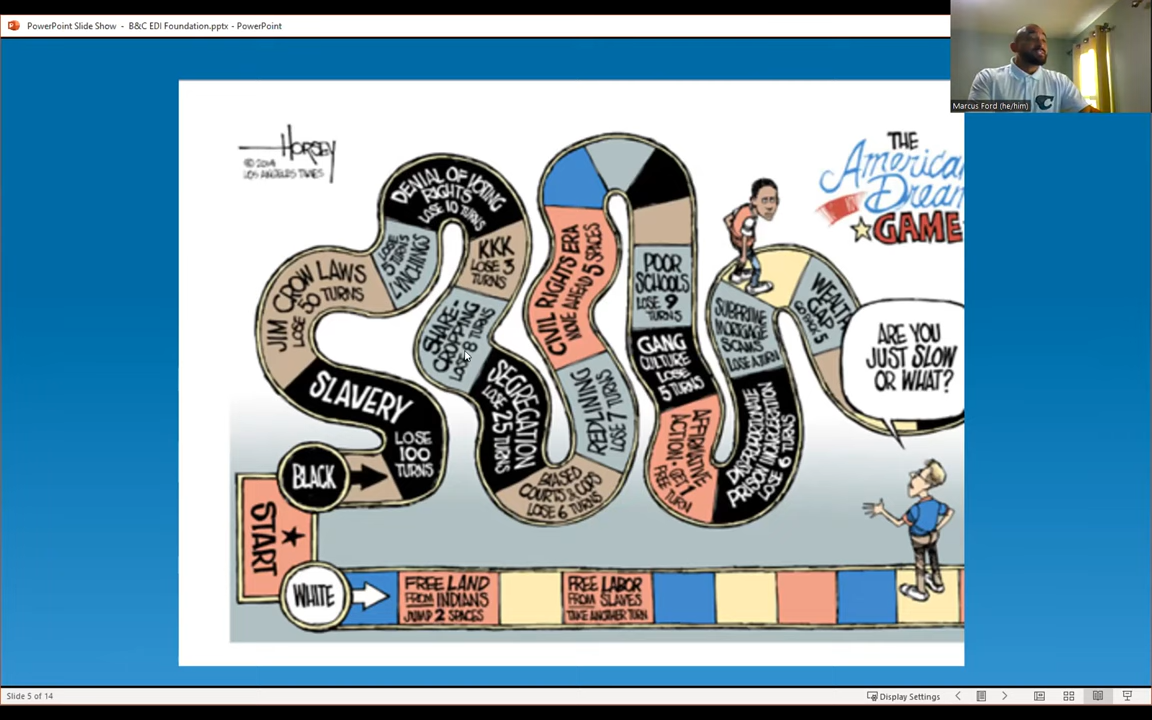 PowerPoint Slide Show - B&C EDI Foundation.pptx - PowerPoint
Marcus Ford (he/him)
HORSEY
© 2014
LOS ANGELES TIMES
THE
American
Dream
GAME
START
BLACK
SLAVERY
LOSE
100
TURNS
JIM CROW LAWS
LOSE 50 TURNS
LOSE
5 TURNS
LYNCHINGS
DENIAL OF VOTING
RIGHTS
LOSE 10 TURNS
KKK
LOSE 3
TURNS
SHARE-
CROPPING
LOSE 8 TURNS
SEGREGATION
LOSE 25 TURNS
BIASED
COURTS & COPS
LOSE 6 TURNS
REDLINING
LOSE 7 TURNS
CIVIL RIGHTS ERA
MOVE AHEAD 5 SPACES
POOR
SCHOOLS
LOSE 9
TURNS
GANG
CULTURE
LOSE
5 TURNS
AFFIRMATIVE
ACTION • GET 1
FREE TURN
DISPROPORTIONATE
PRISON INCARCERATION
LOSE 6 TURNS
SUBPRIME
MORTGAGE
SCAMS
LOSE A TURN
WEALTH
GAP
GO BACK 5
ARE YOU
JUST SLOW
OR WHAT?
WHITE
FREE LAND
FROM INDIANS
JUMP 2 SPACES
FREE LABOR
FROM SLAVES
TAKE ANOTHER TURN
Slide 5 of 14
Display Settings